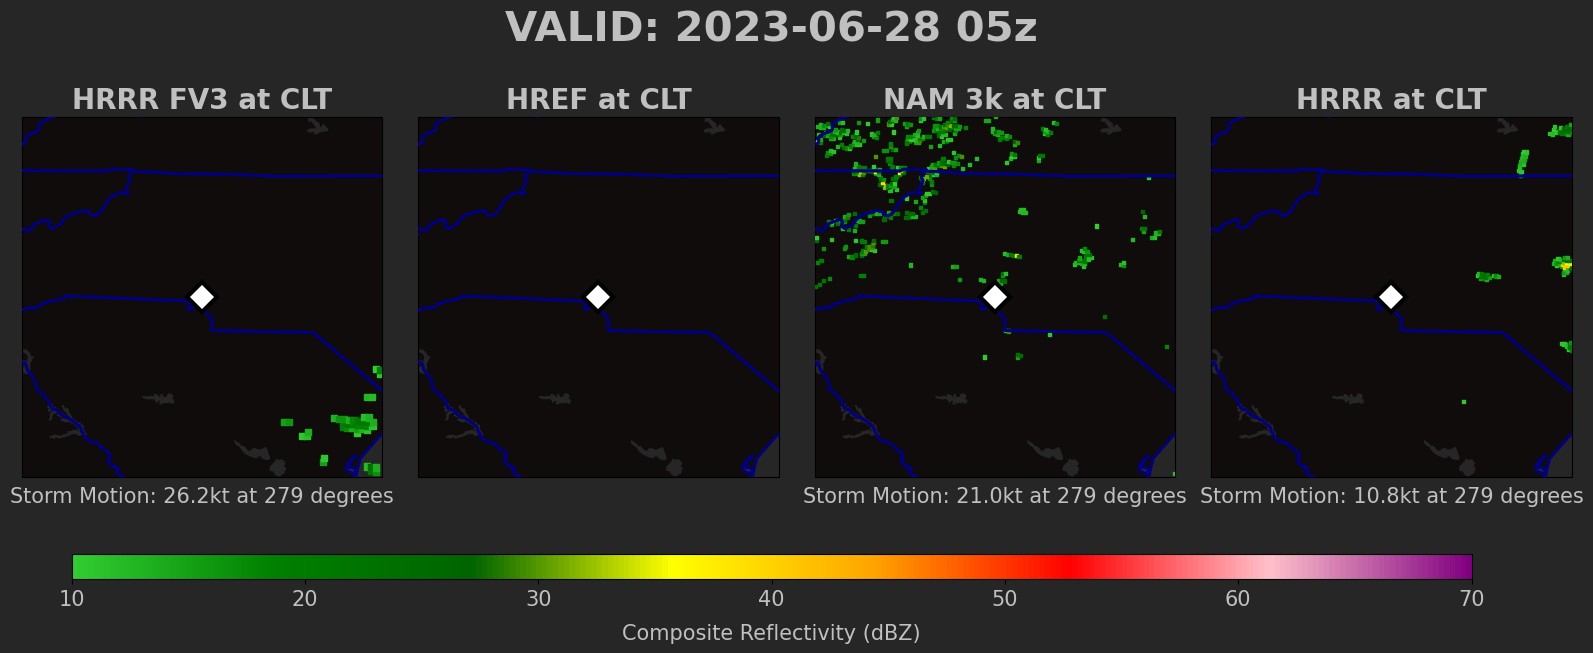 VALID: 2023-06-28 05z
HRRR FV3 at CLT
HREF at CLT
NAM 3k at CLT
HRRR at CLT
Storm Motion: 26.2kt at 279 degrees
Storm Motion: 21.0kt at 279 degrees
Storm Motion: 10.8kt at 279 degrees
10 20 30 40 50 60 70
Composite Reflectivity (dBZ)